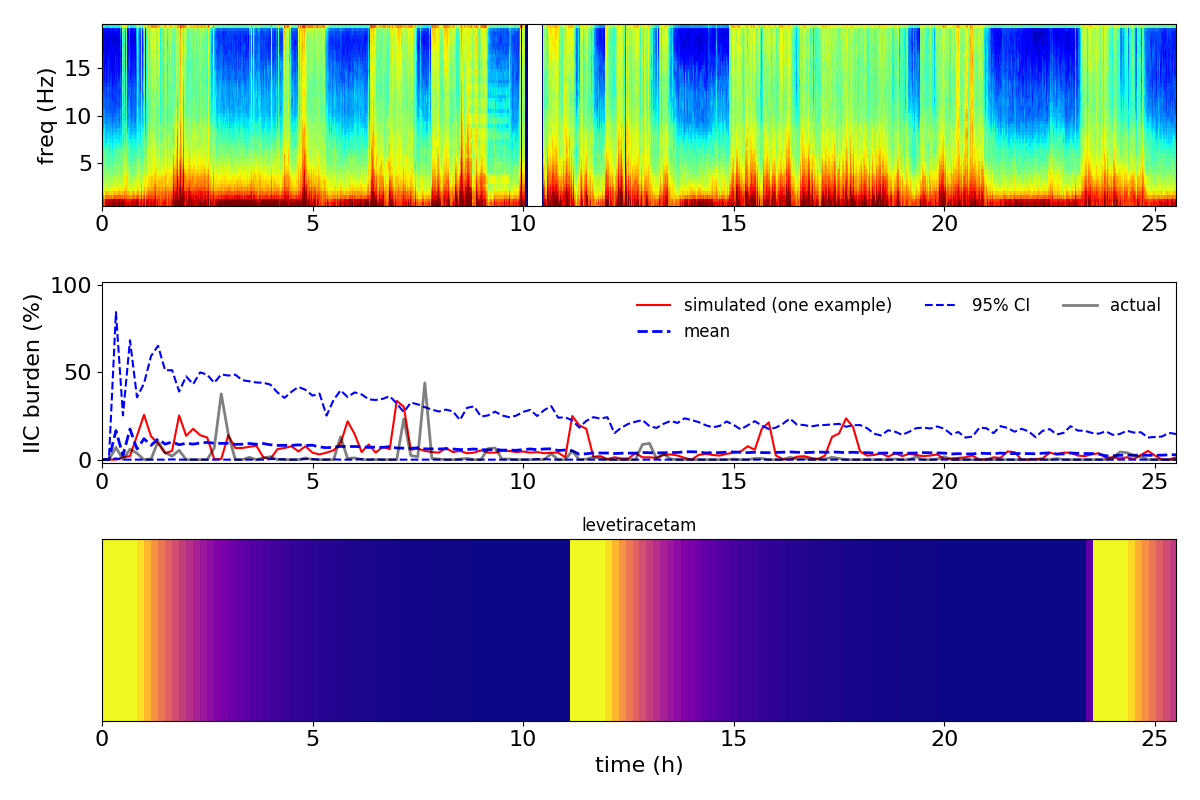 freq (Hz)
15
10
5
0 5 10 15 20 25
IIC burden (%)
100
50
0
simulated (one example) 95% CI actual
mean
0 5 10 15 20 25
levetiracetam
0 5 10 15 20 25
time (h)